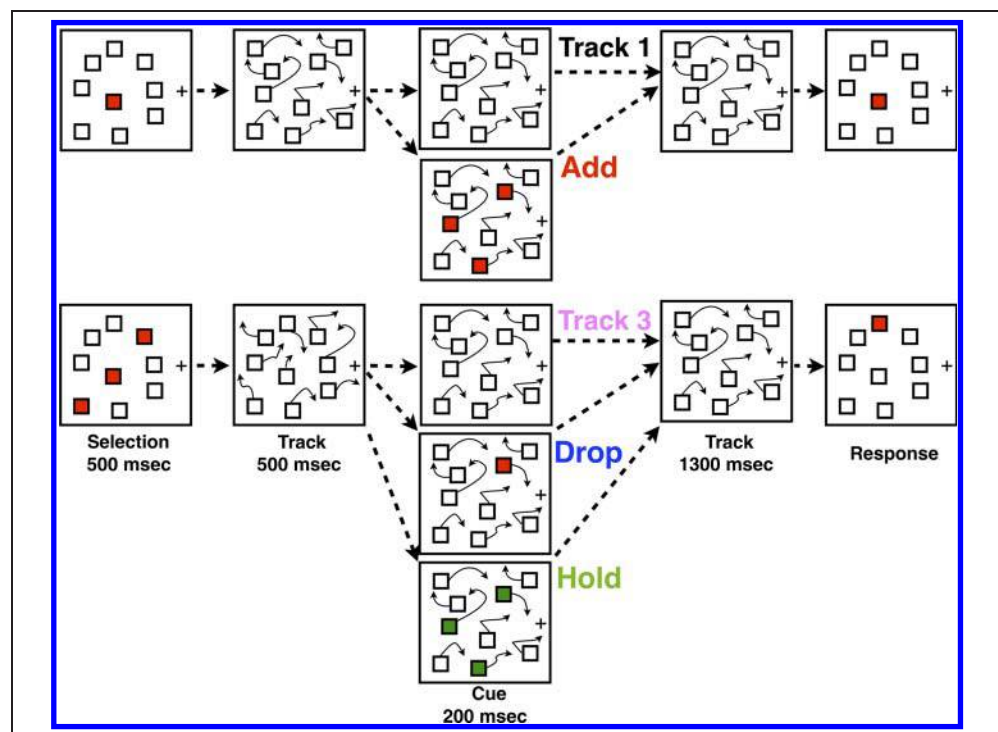 Track 1
Add
Track 3
Selection
500 msec
Track
500 msec
Drop
Track
1300 msec
Response
Hold
Cue
200 msec